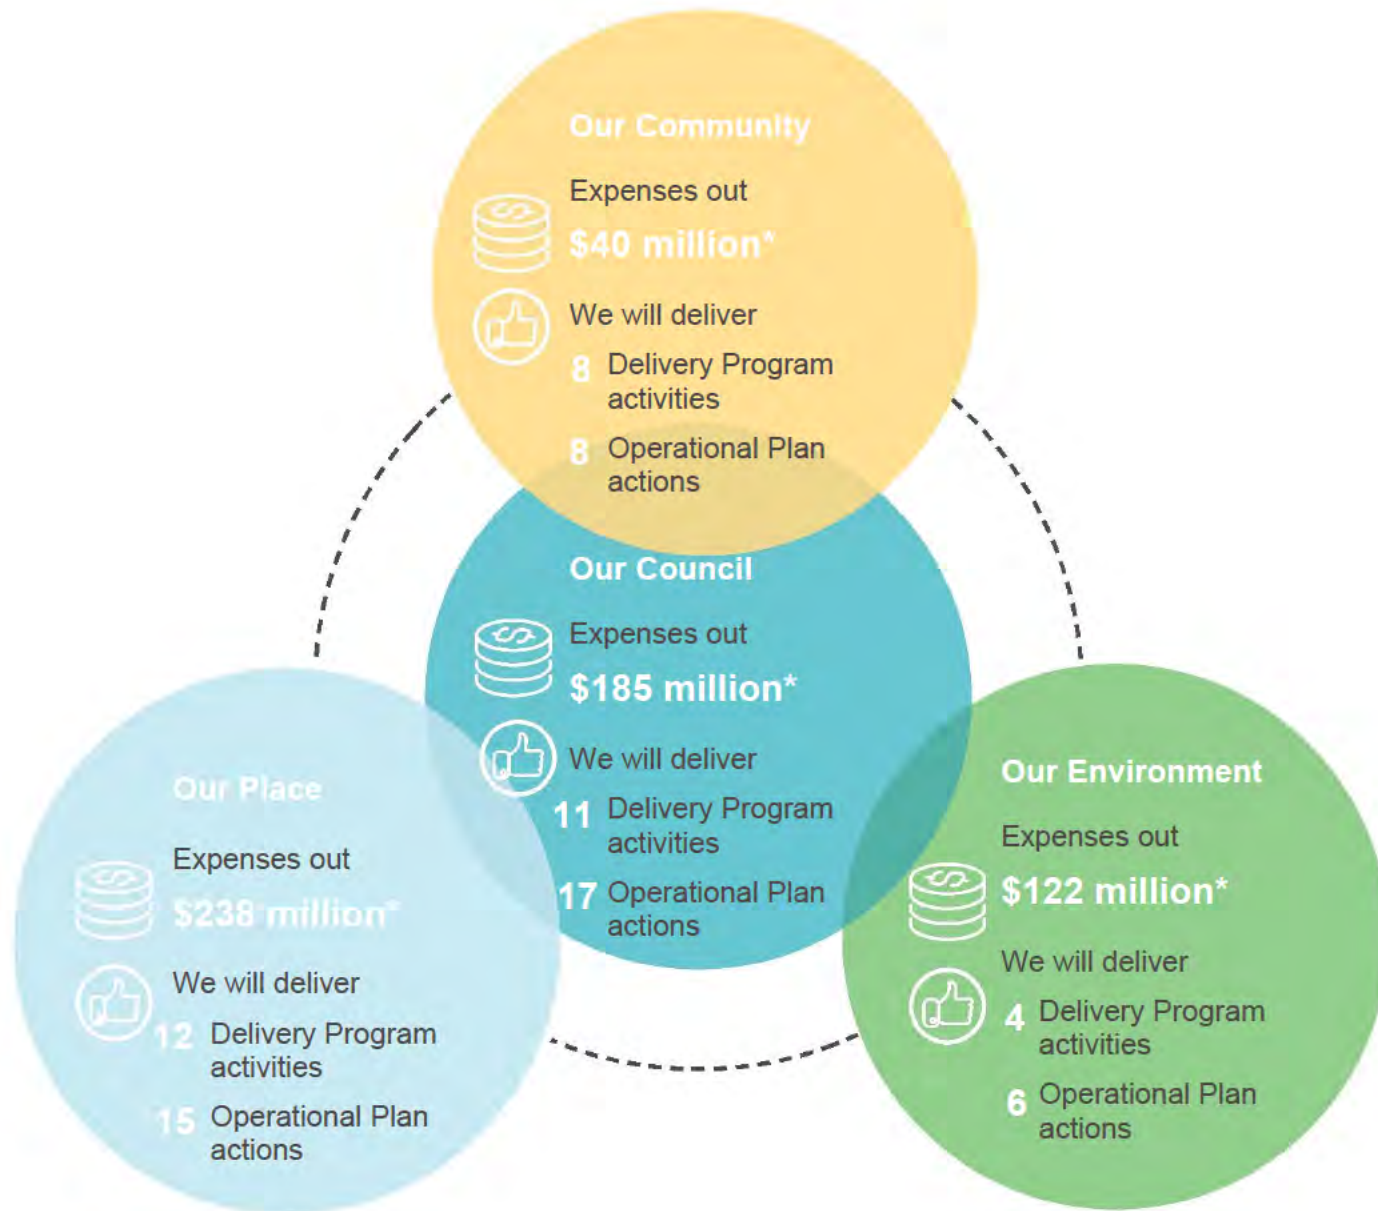 Our Community
Expenses out
$40 million*
We will deliver
8 Delivery Program
activities
8 Operational Plan
actions
Our Council
Expenses out
$185 million*
We will deliver
11 Delivery Program
activities
17 Operational Plan
actions
Our Place
Expenses out
$238 million*
We will deliver
12 Delivery Program
activities
15 Operational Plan
actions
Our Environment
Expenses out
$122 million*
We will deliver
4 Delivery Program
activities
6 Operational Plan
actions